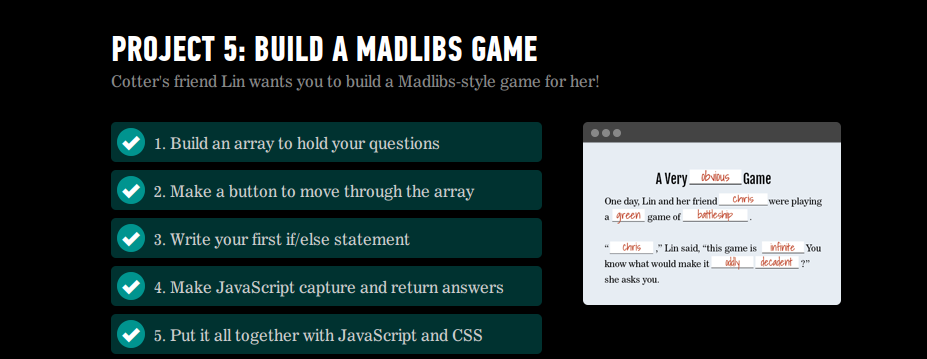 PROJECT 5: BUILD A MADLIBS GAME
Cotter's friend Lin wants you to build a Madlibs-style game for her!
1. Build an array to hold your questions
2. Make a button to move through the array
3. Write your first if/else statement
4. Make JavaScript capture and return answers
5. Put it all together with JavaScript and CSS
A Very obvious Game
One day, Lin and her friend chris were playing
a green game of battleship .
“ chris ,” Lin said, “this game is infinite You
know what would make it oddly decadent ?”
she asks you.